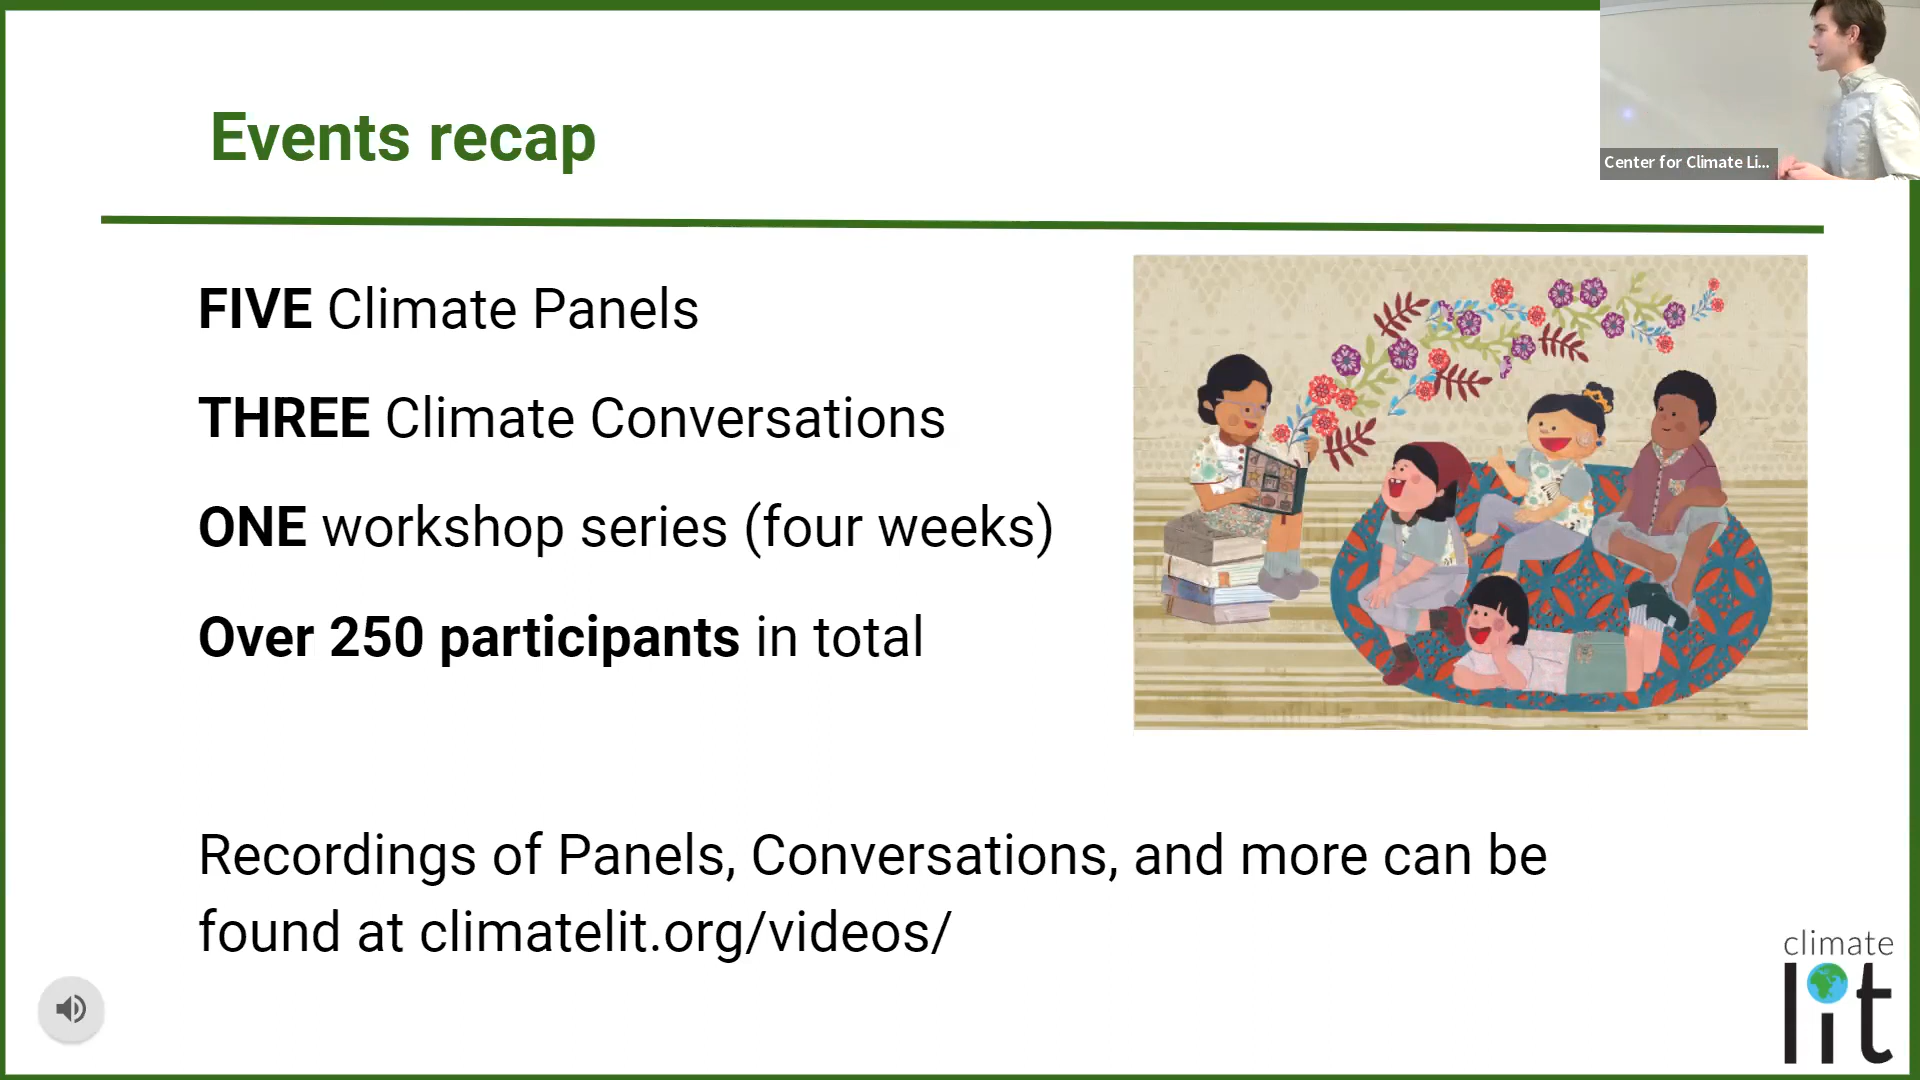 Events recap
Center for Climate Li...
FIVE Climate Panels
THREE Climate Conversations
ONE workshop series (four weeks)
Over 250 participants in total
Recordings of Panels, Conversations, and more can be
found at climatelit.org/videos/
climate
lit